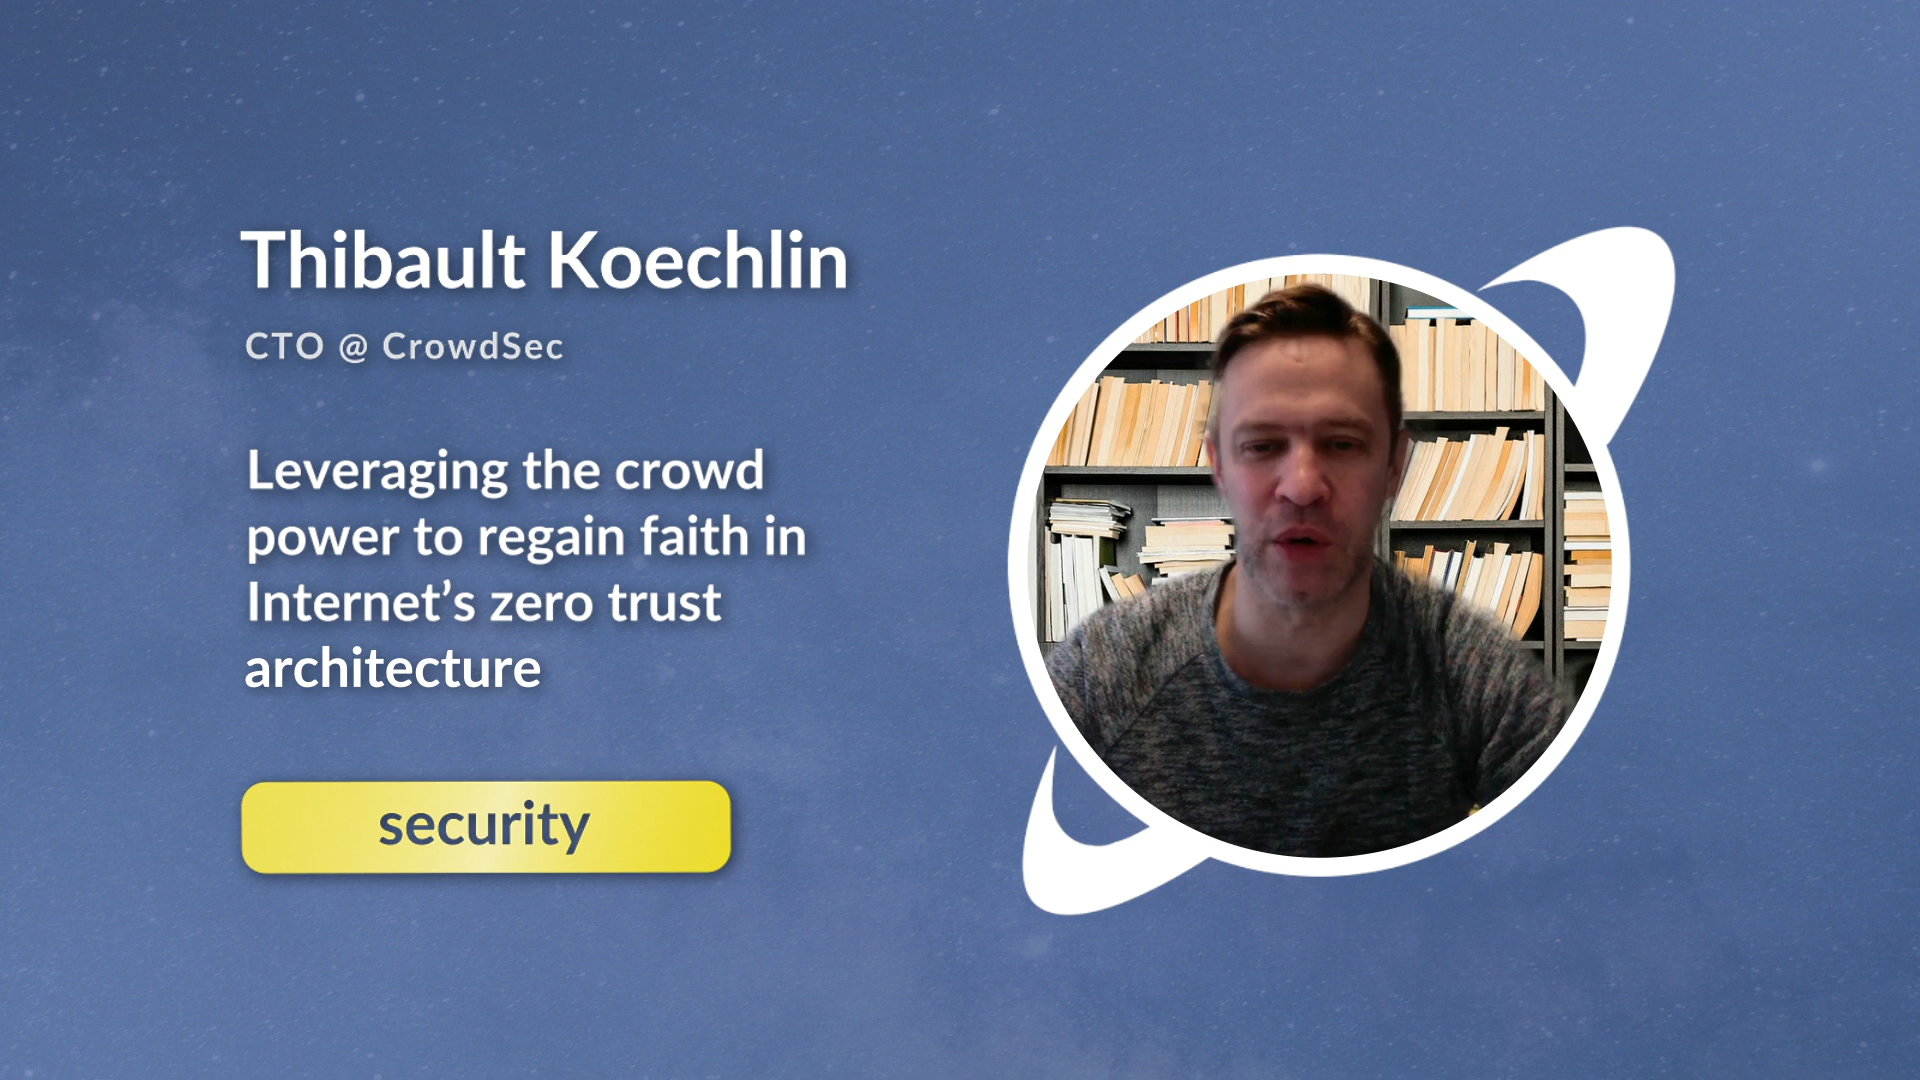 Thibault Koechlin
CTO @ CrowdSec
Leveraging the crowd
power to regain faith in
Internet’s zero trust
architecture
security